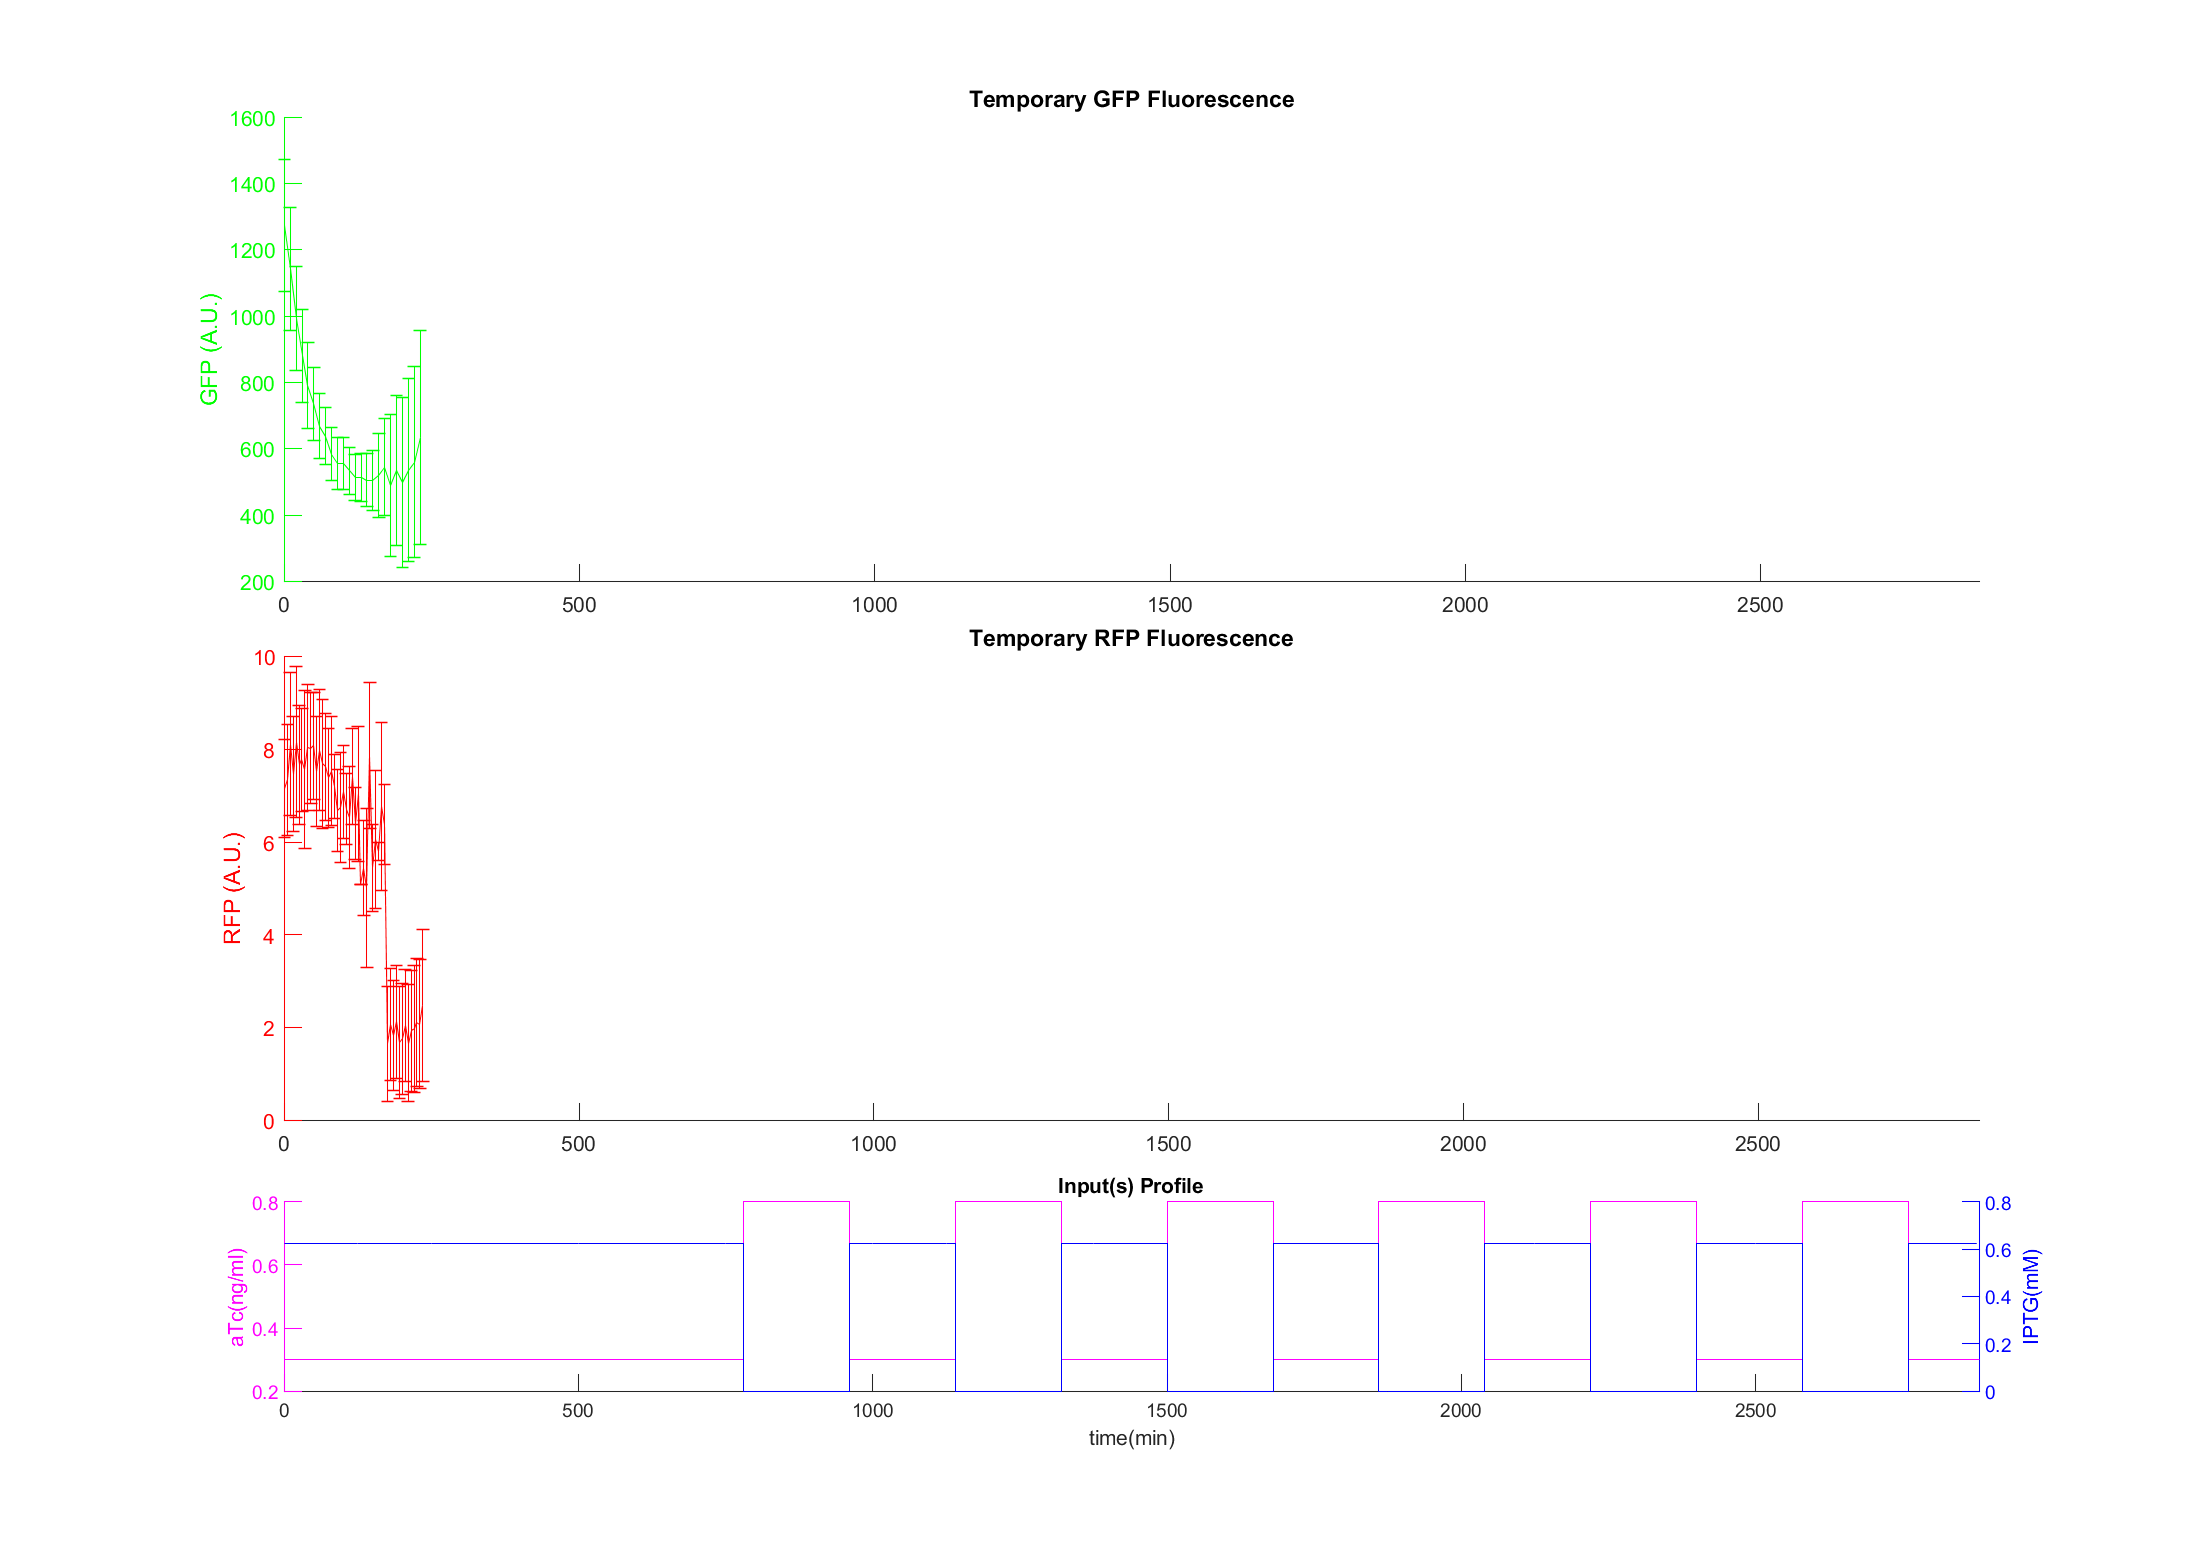 Temporary GFP Fluorescence
1600
1400
1200
1000
800
600
400
200
GFP (A.U.)
0 500 1000 1500 2000 2500
Temporary RFP Fluorescence
10
8
6
4
2
0
RFP (A.U.)
0 500 1000 1500 2000 2500
Input(s) Profile
0.8
0.6
0.4
0.2
aTc(ng/ml)
0.8
0.6
0.4
0.2
0
IPTG(mM)
0 500 1000 1500 2000 2500
time(min)